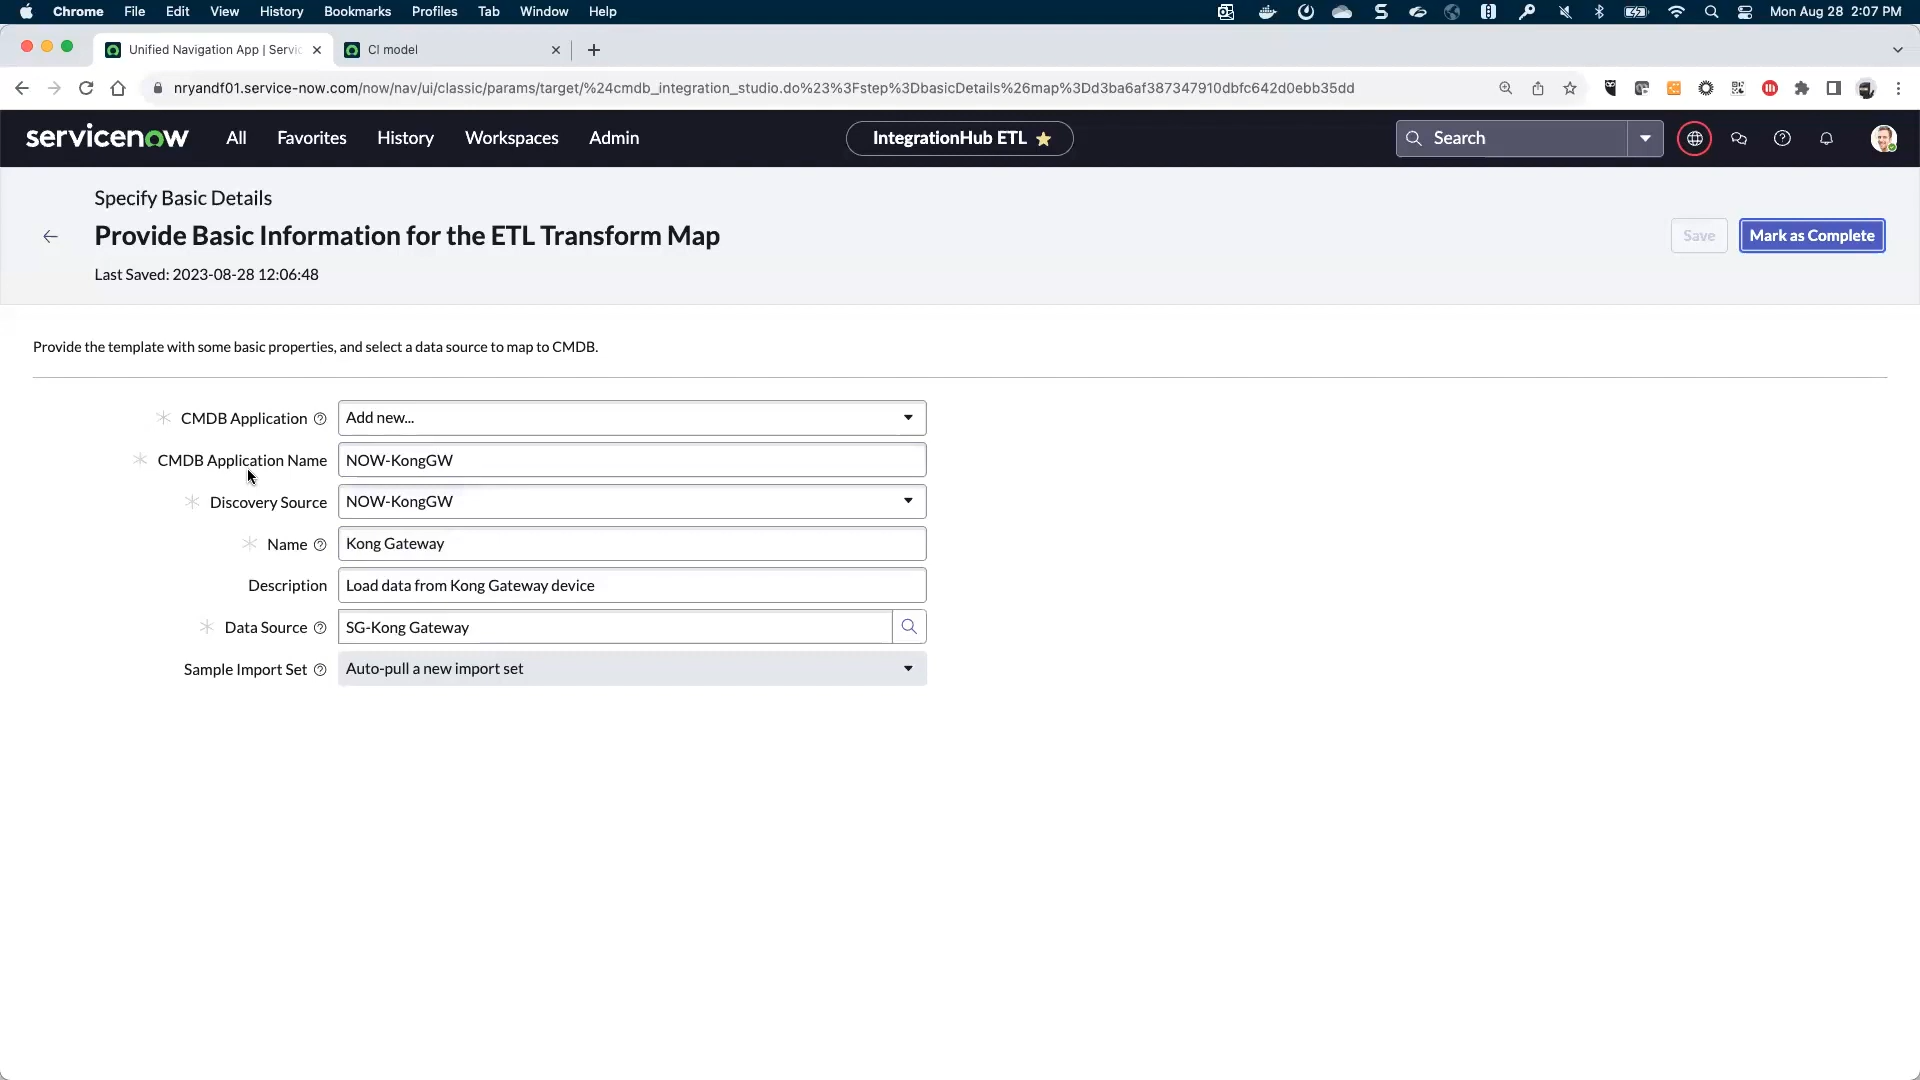 Chrome File Edit View History Bookmarks Profiles Tab Window Help Mon Aug 28 2:07 PM
Unified Navigation App | Servic CI model
nryandf01.service-now.com/now/nav/ui/classic/params/target/%24cmdb_integration_studio.do%23%3Fstep%3DbasicDetails%26map%3Dd3ba6af387347910dbfc642d0ebb35dd
servicenow All Favorites History Workspaces Admin IntegrationHub ETL Search
Specify Basic Details
Provide Basic Information for the ETL Transform Map
Save Mark as Complete
Last Saved: 2023-08-28 12:06:48
Provide the template with some basic properties, and select a data source to map to CMDB.
CMDB Application Add new...
CMDB Application Name NOW-KongGW
Discovery Source NOW-KongGW
Name Kong Gateway
Description Load data from Kong Gateway device
Data Source SG-Kong Gateway
Sample Import Set Auto-pull a new import set